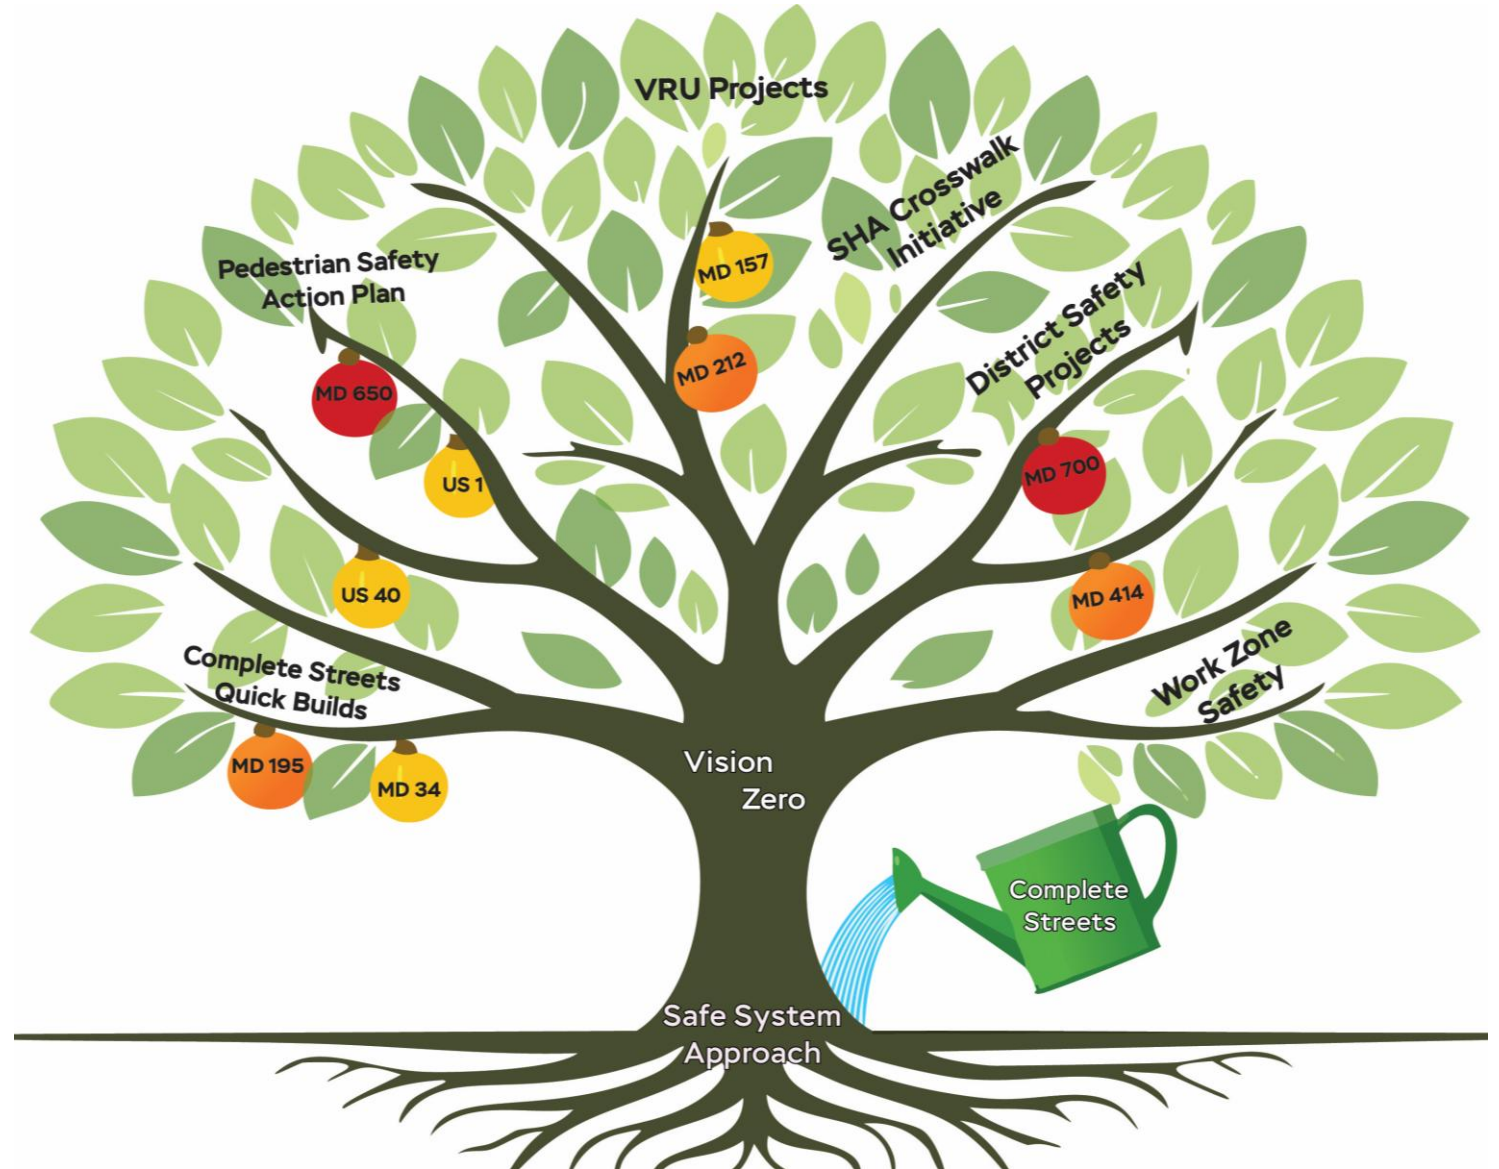 VRU Projects
SHA Crosswalk
Initiative
Pedestrian Safety
Action Plan
MD 157
District Safety
Projects
MD 212
MD 650
US 1
MD 700
US 40
MD 414
Complete Streets
Quick Builds
Work Zone
Safety
MD 195
MD 34
Vision
Zero
Complete
Streets
Safe System
Approach